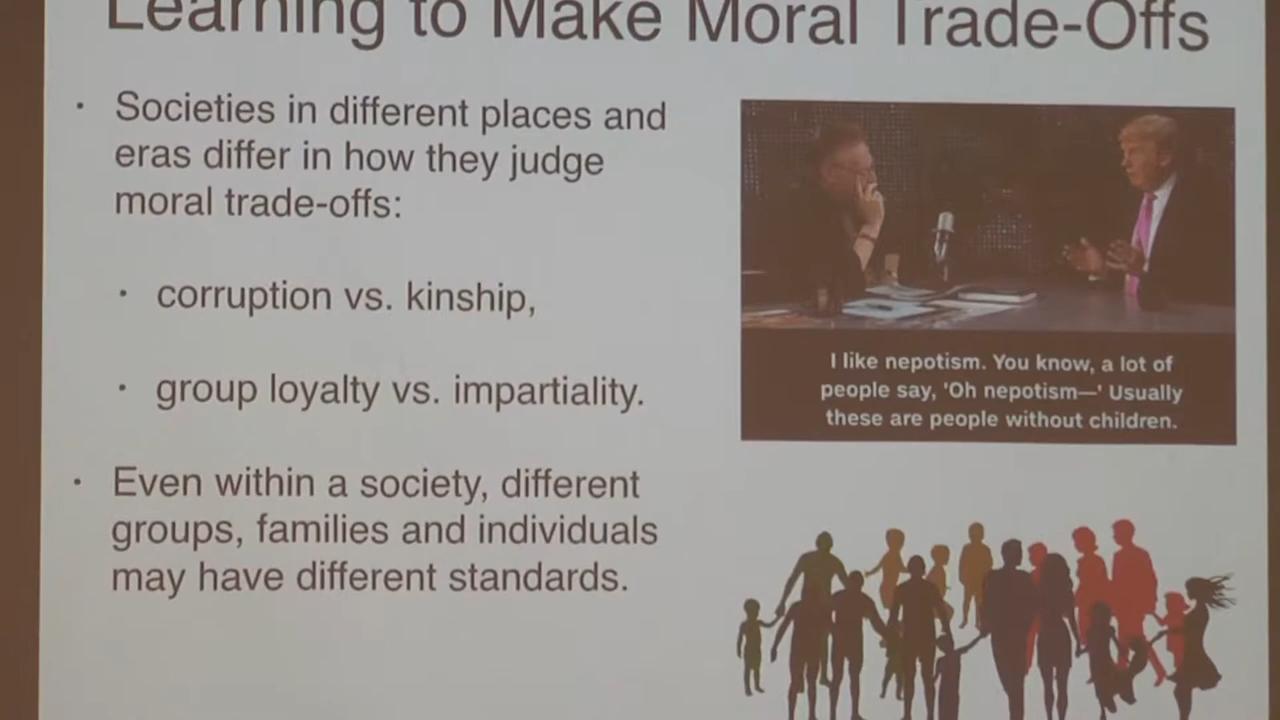 Learning to Make Moral Trade-Offs
• Societies in different places and
eras differ in how they judge
moral trade-offs:
• corruption vs. kinship,
• group loyalty vs. impartiality.
• Even within a society, different
groups, families and individuals
may have different standards.
I like nepotism. You know, a lot of
people say, 'Oh nepotism—' Usually
these are people without children.